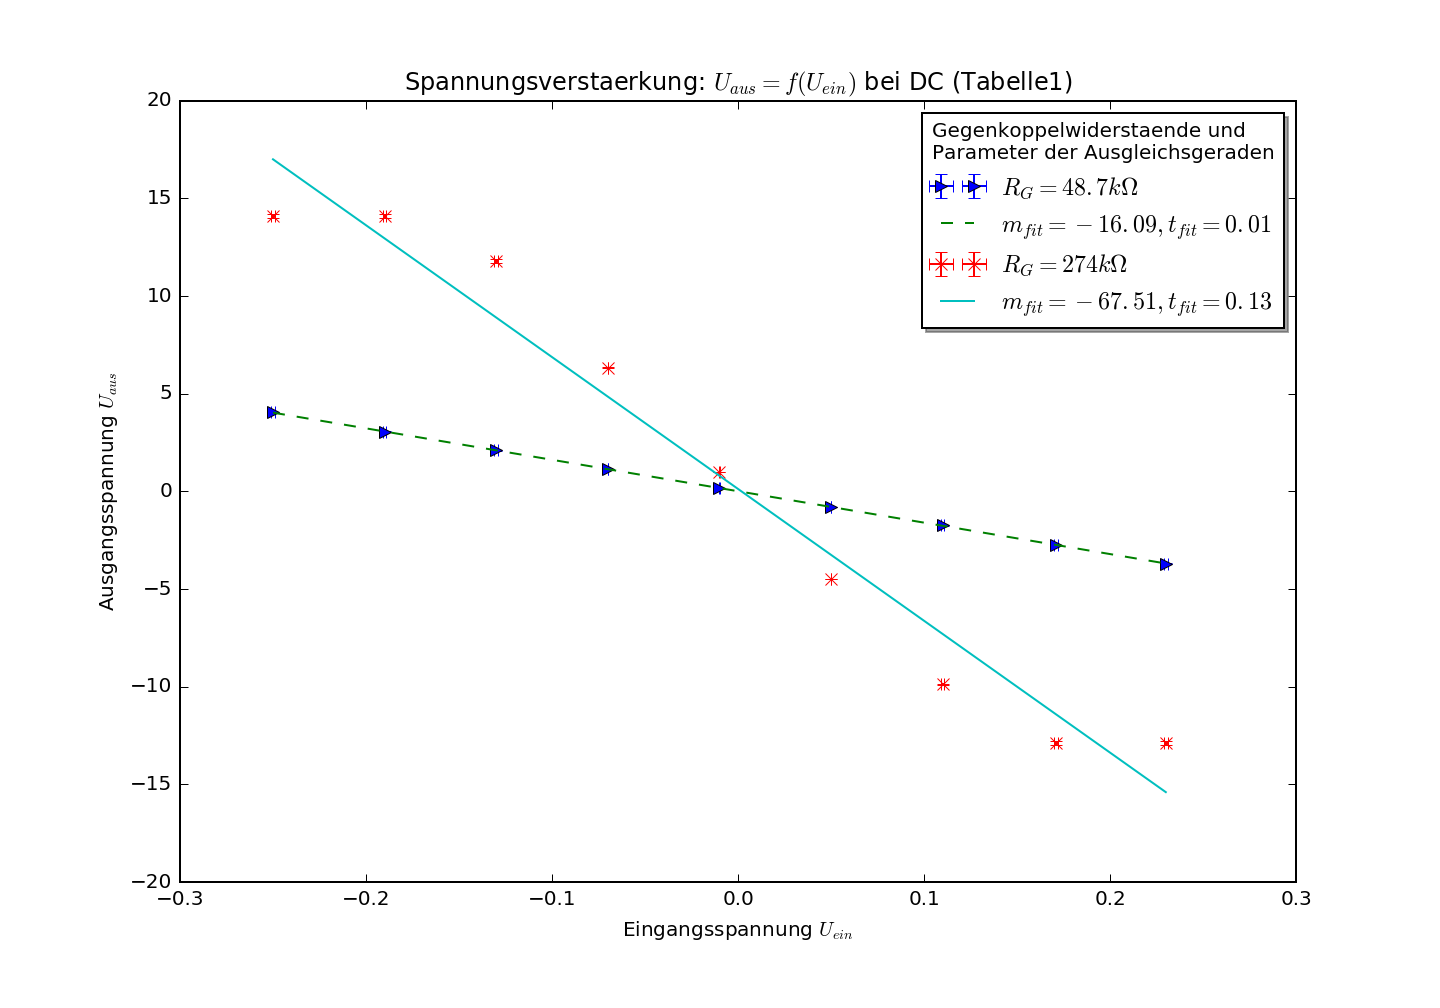 Spannungsverstaerkung: U_aus = f(U_ein) bei DC (Tabelle1)
Gegenkoppelwiderstaende und
Parameter der Ausgleichsgeraden
R_G = 48.7kΩ
m_fit = −16.09, t_fit = 0.01
R_G = 274kΩ
m_fit = −67.51, t_fit = 0.13
Ausgangsspannung U_aus
20
15
10
5
0
−5
−10
−15
−20
−0.3 −0.2 −0.1 0.0 0.1 0.2 0.3
Eingangsspannung U_ein